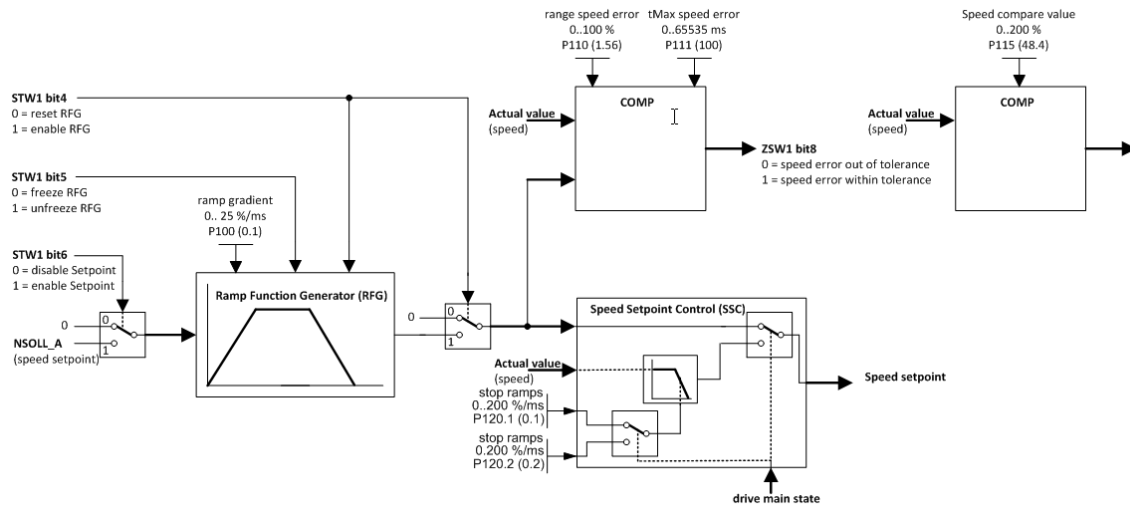 range speed error
0..100 %
P110 (1.56)
tMax speed error
0..65535 ms
P111 (100)
Speed compare value
0..200 %
P115 (48.4)
STW1 bit4
0 = reset RFG
1 = enable RFG
COMP
Actual value
(speed)
COMP
Actual value
(speed)
ZSW1 bit8
0 = speed error out of tolerance
1 = speed error within tolerance
STW1 bit5
0 = freeze RFG
1 = unfreeze RFG
ramp gradient
0.. 25 %/ms
P100 (0.1)
STW1 bit6
0 = disable Setpoint
1 = enable Setpoint
0
0
1
NSOLL_A
(speed setpoint)
Ramp Function Generator (RFG)
0
0
1
Speed Setpoint Control (SSC)
Actual value
(speed)
stop ramps
0..200 %/ms
P120.1 (0.1)
stop ramps
0.200 %/ms
P120.2 (0.2)
Speed setpoint
drive main state